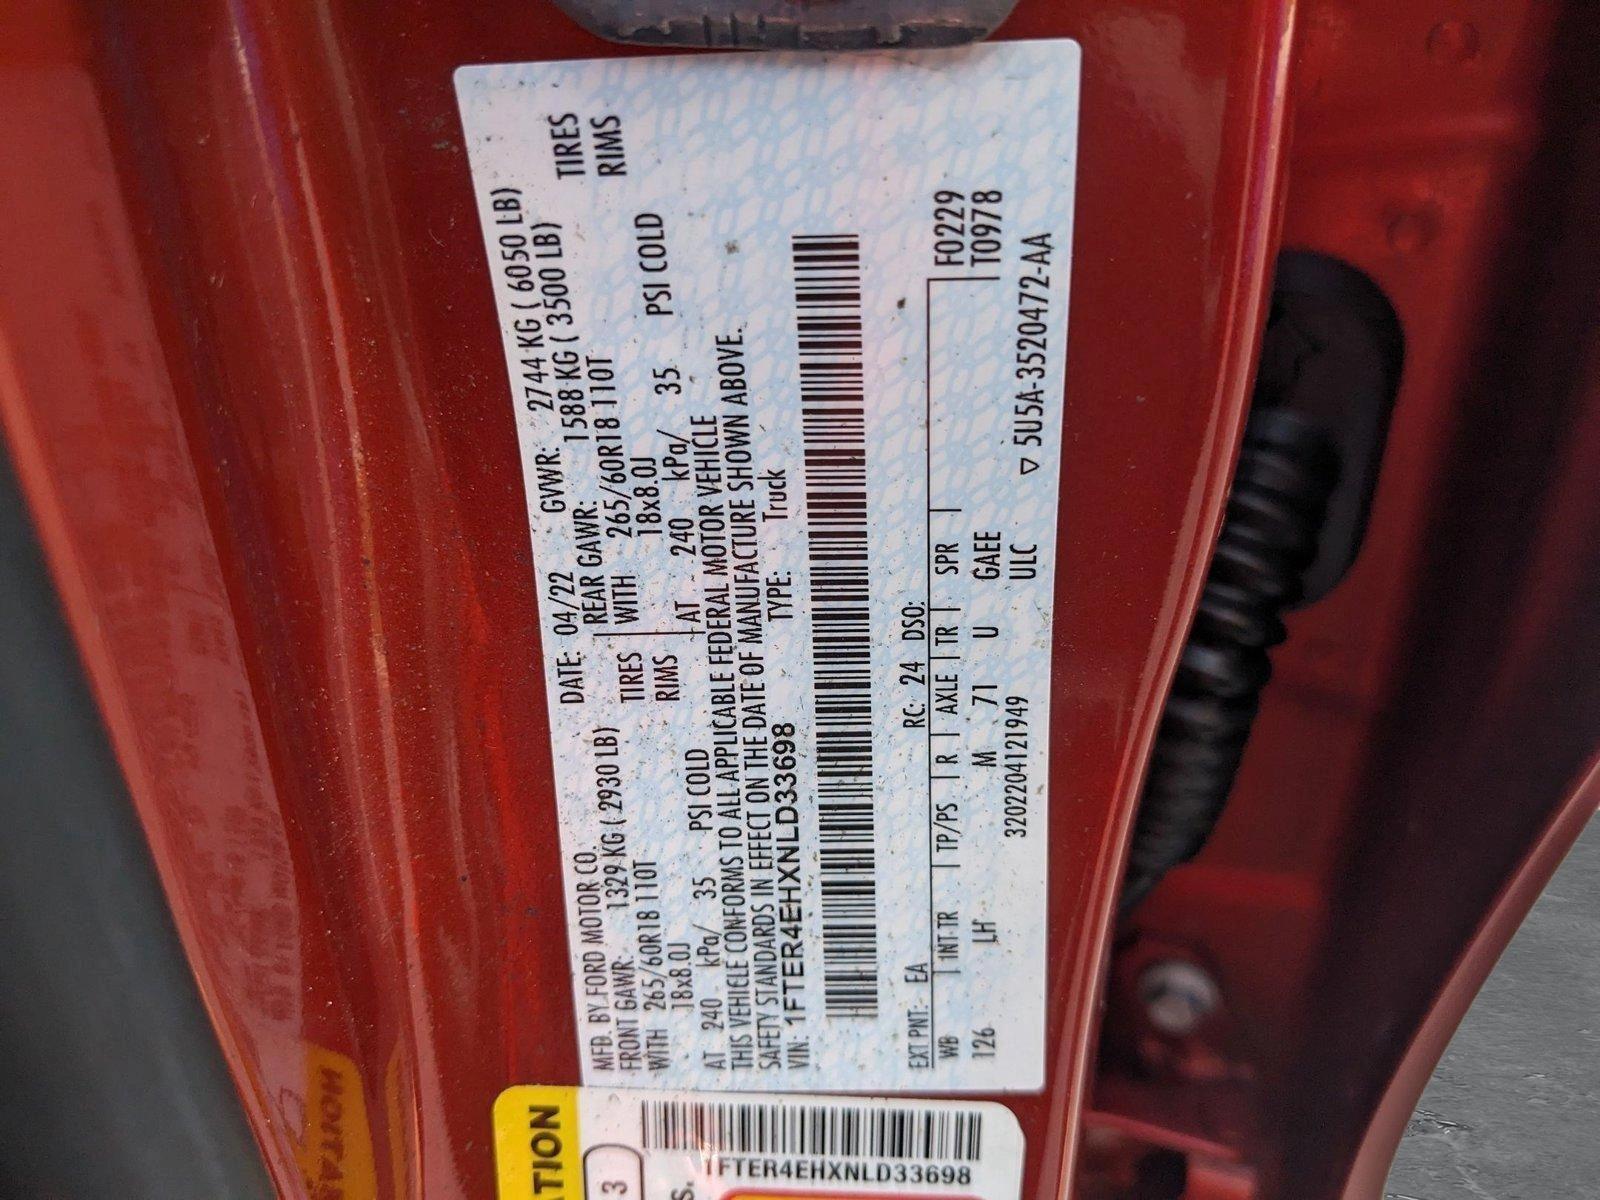 MFD. BY FORD MOTOR CO. DATE: 04/22 GVWR: 2744 KG ( 6050 LB)
FRONT GAWR: 1329 KG ( 2930 LB) REAR GAWR: 1588 KG ( 3500 LB)
WITH 265/60R18 110T TIRES WITH 265/60R18 110T TIRES
18x8.0J RIMS 18x8.0J RIMS
AT 240 kPa/ 35 PSI COLD AT 240 kPa/ 35 PSI COLD
THIS VEHICLE CONFORMS TO ALL APPLICABLE FEDERAL MOTOR VEHICLE
SAFETY STANDARDS IN EFFECT ON THE DATE OF MANUFACTURE SHOWN ABOVE.
VIN: 1FTER4EHXNLD33698 TYPE: Truck
EXT PNT: EA RC: 24 DSO: F0229
WB INT TR TP/PS R AXLE TR SPR T0978
126 LH M 71 U GAEE
3202204121949 ULC ▽ 5U5A-3520472-AA
ATION
3
S.
1FTER4EHXNLD33698